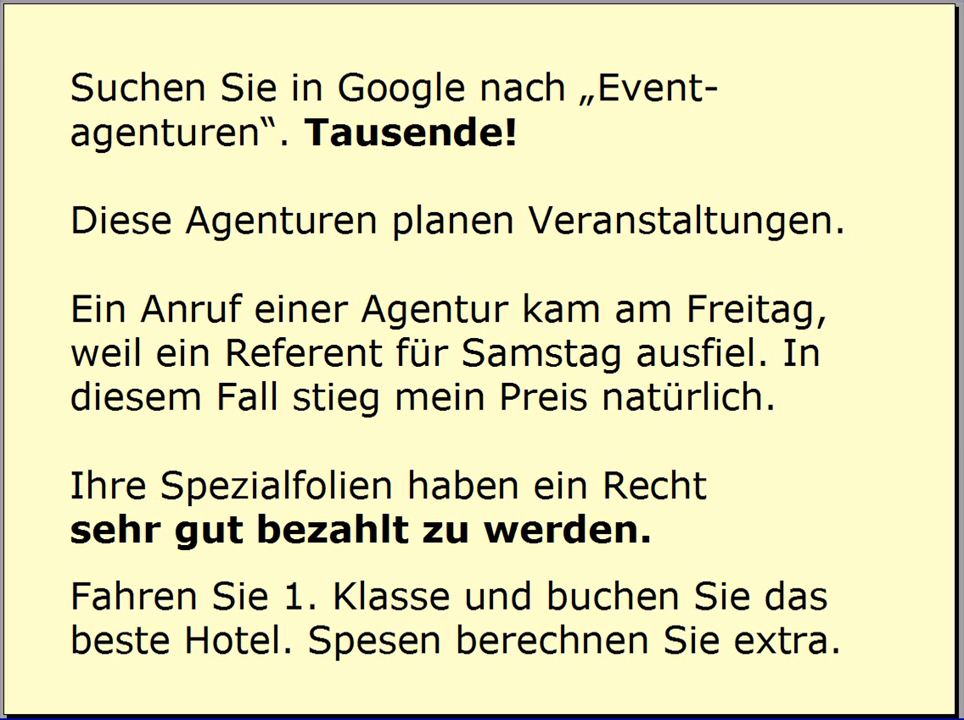 Suchen Sie in Google nach „Event-
agenturen“. Tausende!
Diese Agenturen planen Veranstaltungen.
Ein Anruf einer Agentur kam am Freitag,
weil ein Referent für Samstag ausfiel. In
diesem Fall stieg mein Preis natürlich.
Ihre Spezialfolien haben ein Recht
sehr gut bezahlt zu werden.
Fahren Sie 1. Klasse und buchen Sie das
beste Hotel. Spesen berechnen Sie extra.